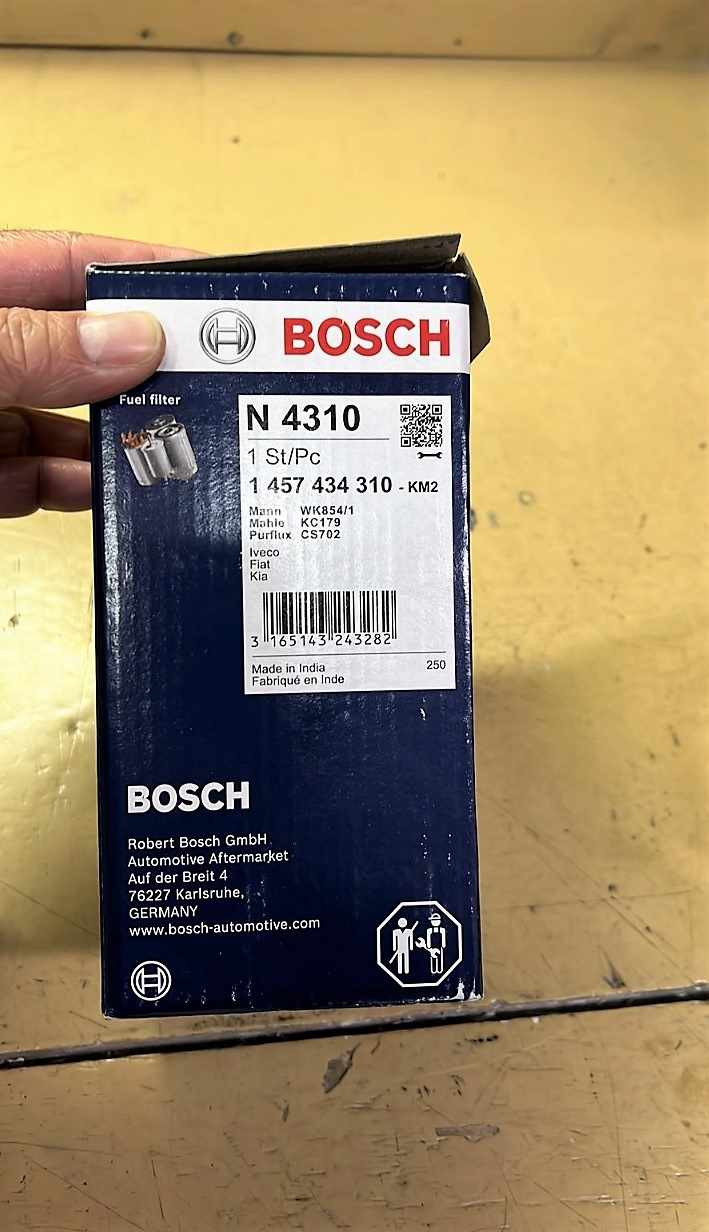 BOSCH
Fuel filter
N 4310
1 St/Pc
1 457 434 310 - KM2
Mann WK854/1
Mahle KC179
Purflux CS702
Iveco
Fiat
Kia
3 165143 243282
Made in India 250
Fabriqué en Inde
BOSCH
Robert Bosch GmbH
Automotive Aftermarket
Auf der Breit 4
76227 Karlsruhe,
GERMANY
www.bosch-automotive.com